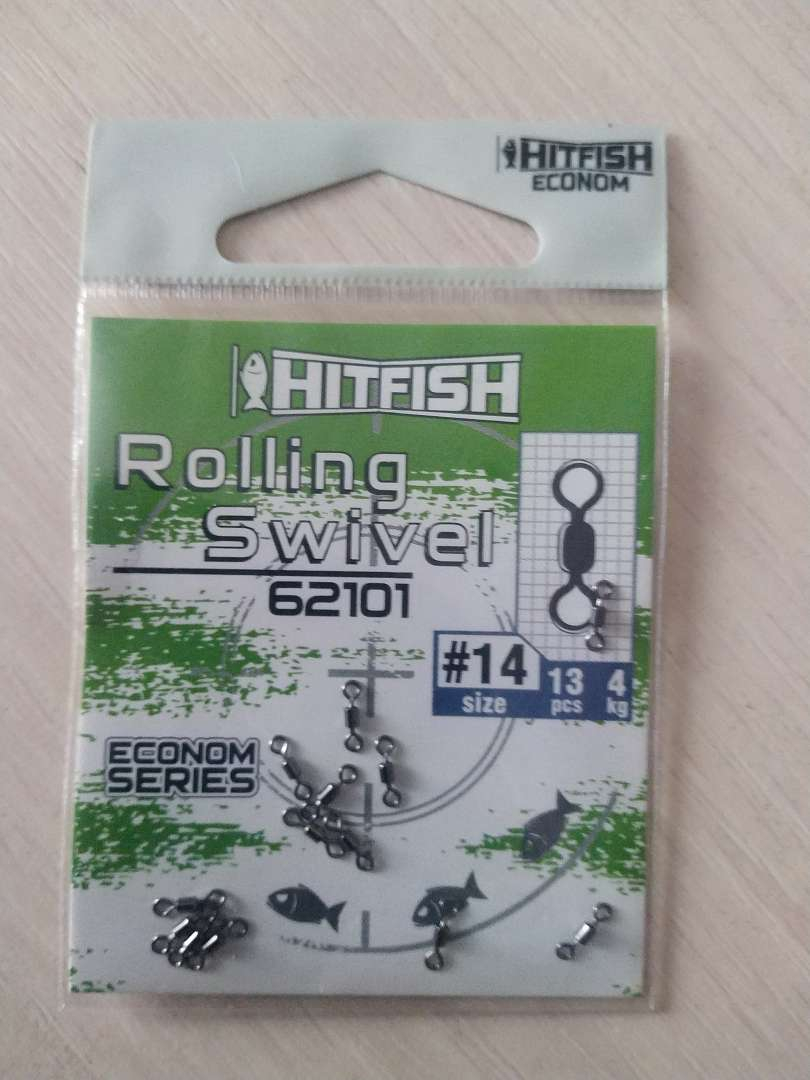 HITFISH
ECONOM
HITFISH
Rolling
Swivel
62101
#14
size
13
pcs
4
kg
ECONOM
SERIES